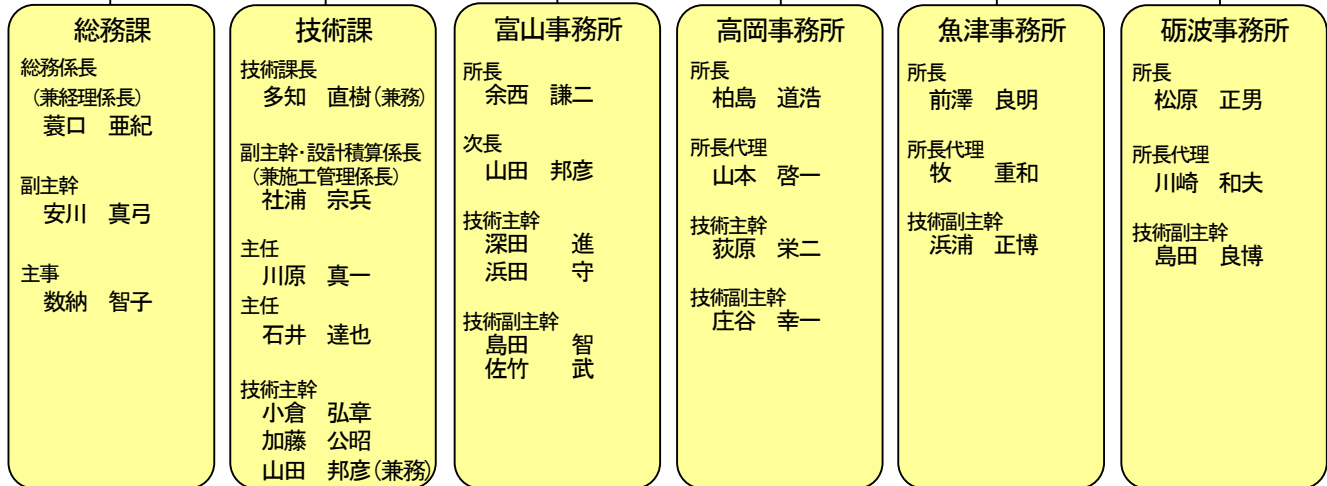 総務課
総務係長
（兼経理係長）
蓑口　亜紀
副主幹
安川　真弓
主事
数納　智子
技術課
技術課長
多知　直樹（兼務）
副主幹・設計積算係長
（兼施工管理係長）
社浦　宗兵
主任
川原　真一
主任
石井　達也
技術主幹
小倉　弘章
加藤　公昭
山田　邦彦（兼務）
富山事務所
所長
余西　謙二
次長
山田　邦彦
技術主幹
深田　　進
浜田　　守
技術副主幹
島田　　智
佐竹　　武
高岡事務所
所長
柏島　道浩
所長代理
山本　啓一
技術主幹
荻原　栄二
技術副主幹
庄谷　幸一
魚津事務所
所長
前澤　良明
所長代理
牧　　重和
技術副主幹
浜浦　正博
砺波事務所
所長
松原　正男
所長代理
川崎　和夫
技術副主幹
島田　良博